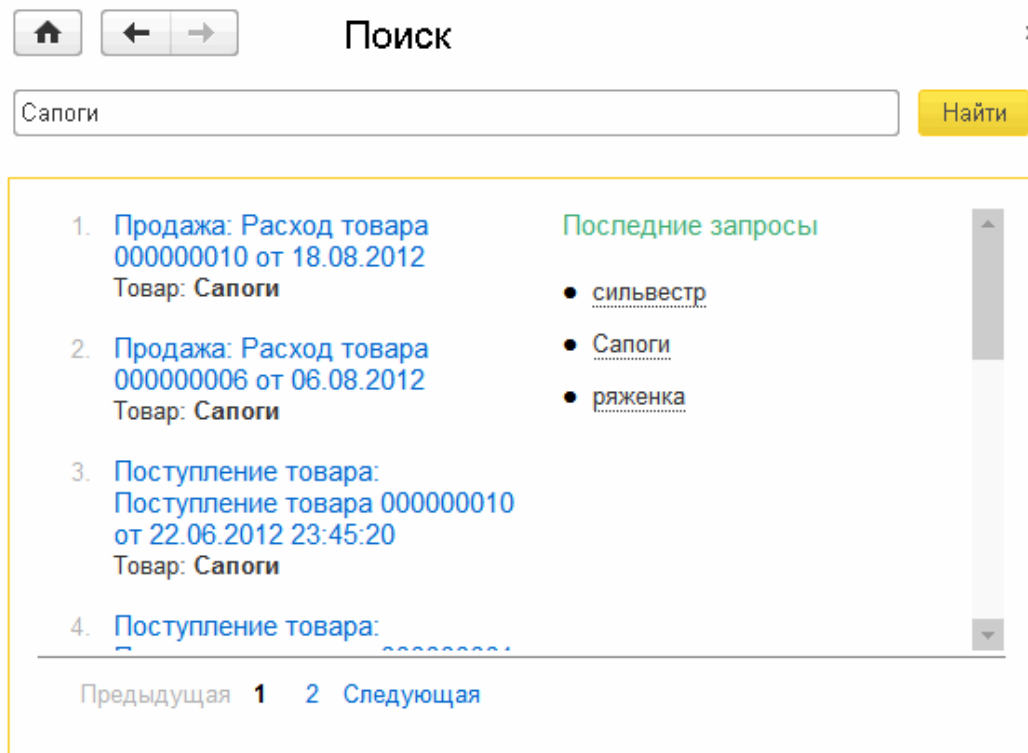 Поиск
Сапоги
Найти
1. Продажа: Расход товара
000000010 от 18.08.2012
Товар: Сапоги
2. Продажа: Расход товара
000000006 от 06.08.2012
Товар: Сапоги
3. Поступление товара:
Поступление товара 000000010
от 22.06.2012 23:45:20
Товар: Сапоги
4. Поступление товара:
Последние запросы
● сильвестр
● Сапоги
● ряженка
Предыдущая 1 2 Следующая